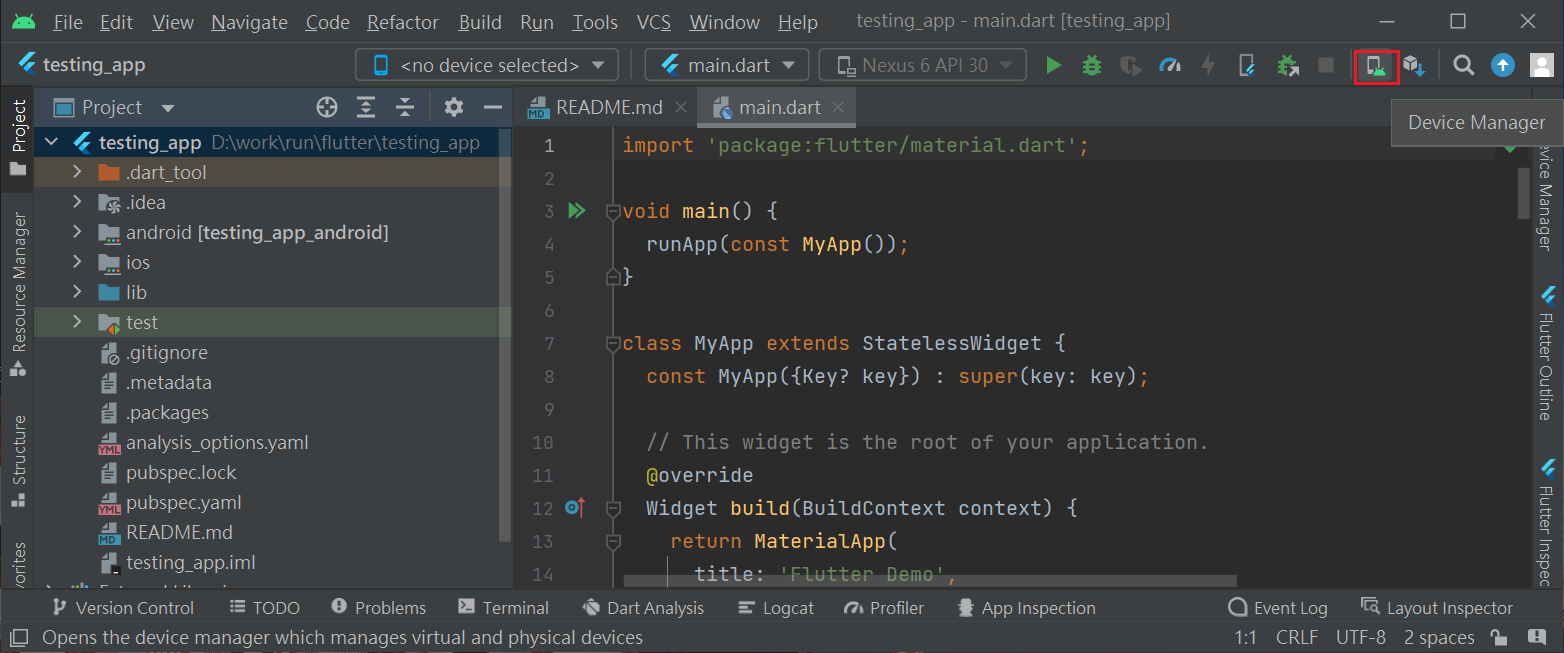 File Edit View Navigate Code Refactor Build Run Tools VCS Window Help testing_app - main.dart [testing_app]
testing_app <no device selected> main.dart Nexus 6 API 30
Project README.md main.dart
Device Manager
testing_app D:\work\run\flutter\testing_app
.dart_tool
.idea
android [testing_app_android]
ios
lib
test
.gitignore
.metadata
.packages
analysis_options.yaml
pubspec.lock
pubspec.yaml
README.md
testing_app.iml
1 import 'package:flutter/material.dart';
2
3 void main() {
4 runApp(const MyApp());
5 }
6
7 class MyApp extends StatelessWidget {
8 const MyApp({Key? key}) : super(key: key);
9
10 // This widget is the root of your application.
11 @override
12 Widget build(BuildContext context) {
13 return MaterialApp(
14 title: 'Flutter Demo',
Project
Resource Manager
Structure
Manager
Flutter Outline
Flutter
Version Control TODO Problems Terminal Dart Analysis Logcat Profiler App Inspection Event Log Layout Inspector
Opens the device manager which manages virtual and physical devices 1:1 CRLF UTF-8 2 spaces